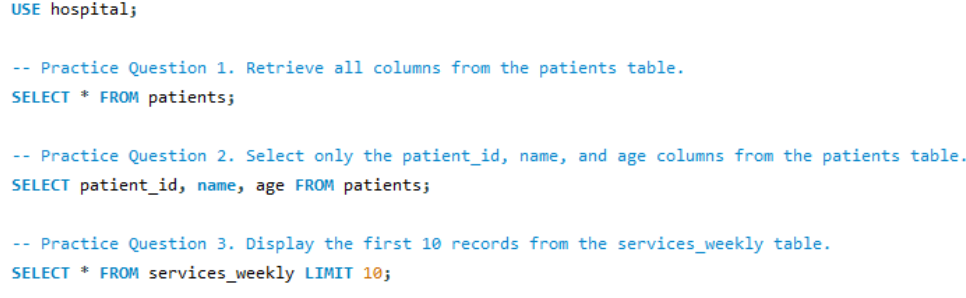 USE hospital;
-- Practice Question 1. Retrieve all columns from the patients table.
SELECT * FROM patients;
-- Practice Question 2. Select only the patient_id, name, and age columns from the patients table.
SELECT patient_id, name, age FROM patients;
-- Practice Question 3. Display the first 10 records from the services_weekly table.
SELECT * FROM services_weekly LIMIT 10;